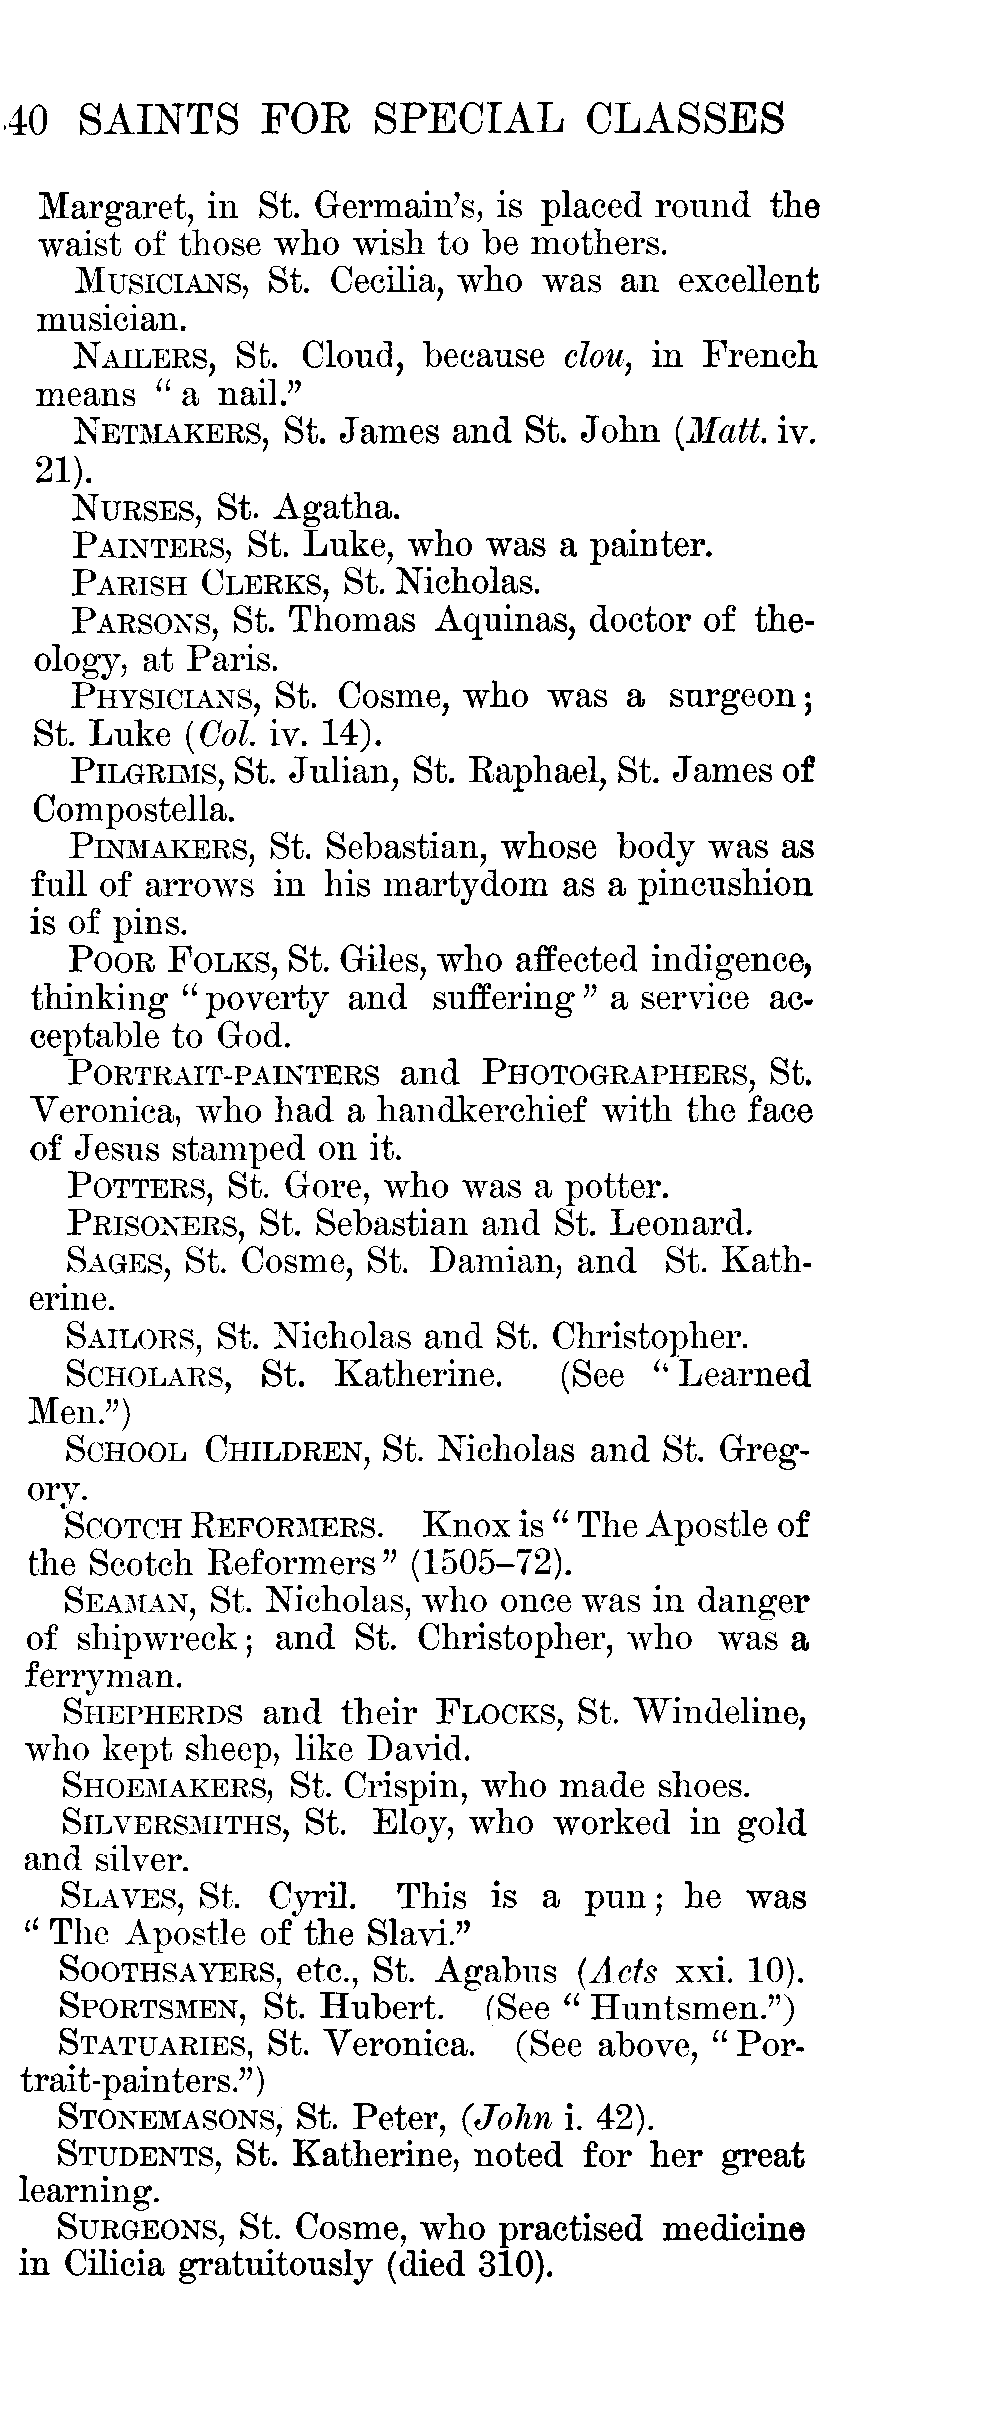 40 SAINTS FOR SPECIAL CLASSES
Margaret, in St. Germain's, is placed round the
waist of those who wish to be mothers.
MUSICIANS, St. Cecilia, who was an excellent
musician.
NAILERS, St. Cloud, because clou, in French
means “ a nail.”
NETMAKERS, St. James and St. John (Matt. iv.
21).
NURSES, St. Agatha.
PAINTERS, St. Luke, who was a painter.
PARISH CLERKS, St. Nicholas.
PARSONS, St. Thomas Aquinas, doctor of the-
ology, at Paris.
PHYSICIANS, St. Cosme, who was a surgeon;
St. Luke (Col. iv. 14).
PILGRIMS, St. Julian, St. Raphael, St. James of
Compostella.
PINMAKERS, St. Sebastian, whose body was as
full of arrows in his martydom as a pincushion
is of pins.
POOR FOLKS, St. Giles, who affected indigence,
thinking “poverty and suffering” a service ac-
ceptable to God.
PORTRAIT-PAINTERS and PHOTOGRAPHERS, St.
Veronica, who had a handkerchief with the face
of Jesus stamped on it.
POTTERS, St. Gore, who was a potter.
PRISONERS, St. Sebastian and St. Leonard.
SAGES, St. Cosme, St. Damian, and St. Kath-
erine.
SAILORS, St. Nicholas and St. Christopher.
SCHOLARS, St. Katherine. (See “Learned
Men.”)
SCHOOL CHILDREN, St. Nicholas and St. Greg-
ory.
SCOTCH REFORMERS. Knox is “The Apostle of
the Scotch Reformers” (1505–72).
SEAMAN, St. Nicholas, who once was in danger
of shipwreck; and St. Christopher, who was a
ferryman.
SHEPHERDS and their FLOCKS, St. Windeline,
who kept sheep, like David.
SHOEMAKERS, St. Crispin, who made shoes.
SILVERSMITHS, St. Eloy, who worked in gold
and silver.
SLAVES, St. Cyril. This is a pun; he was
“The Apostle of the Slavi.”
SOOTHSAYERS, etc., St. Agabus (Acts xxi. 10).
SPORTSMEN, St. Hubert. (See “Huntsmen.”)
STATUARIES, St. Veronica. (See above, “Por-
trait-painters.”)
STONEMASONS, St. Peter, (John i. 42).
STUDENTS, St. Katherine, noted for her great
learning.
SURGEONS, St. Cosme, who practised medicine
in Cilicia gratuitously (died 310).